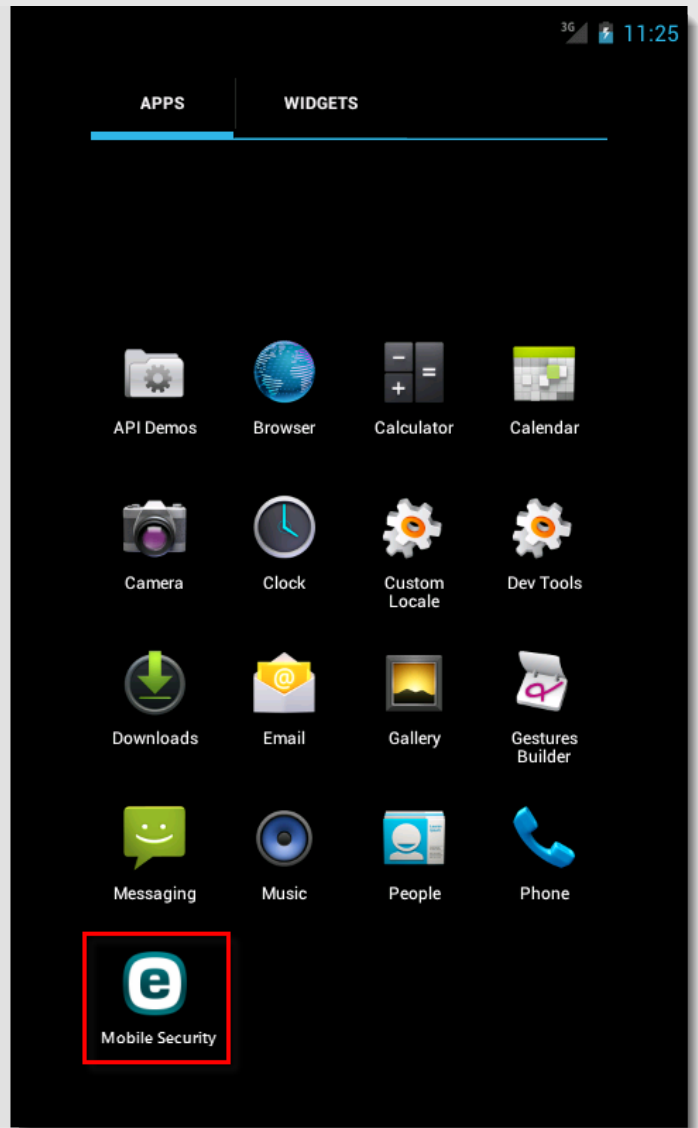 3G 11:25
APPS WIDGETS
API Demos Browser Calculator Calendar
Camera Clock Custom Locale Dev Tools
Downloads Email Gallery Gestures Builder
Messaging Music People Phone
e
Mobile Security